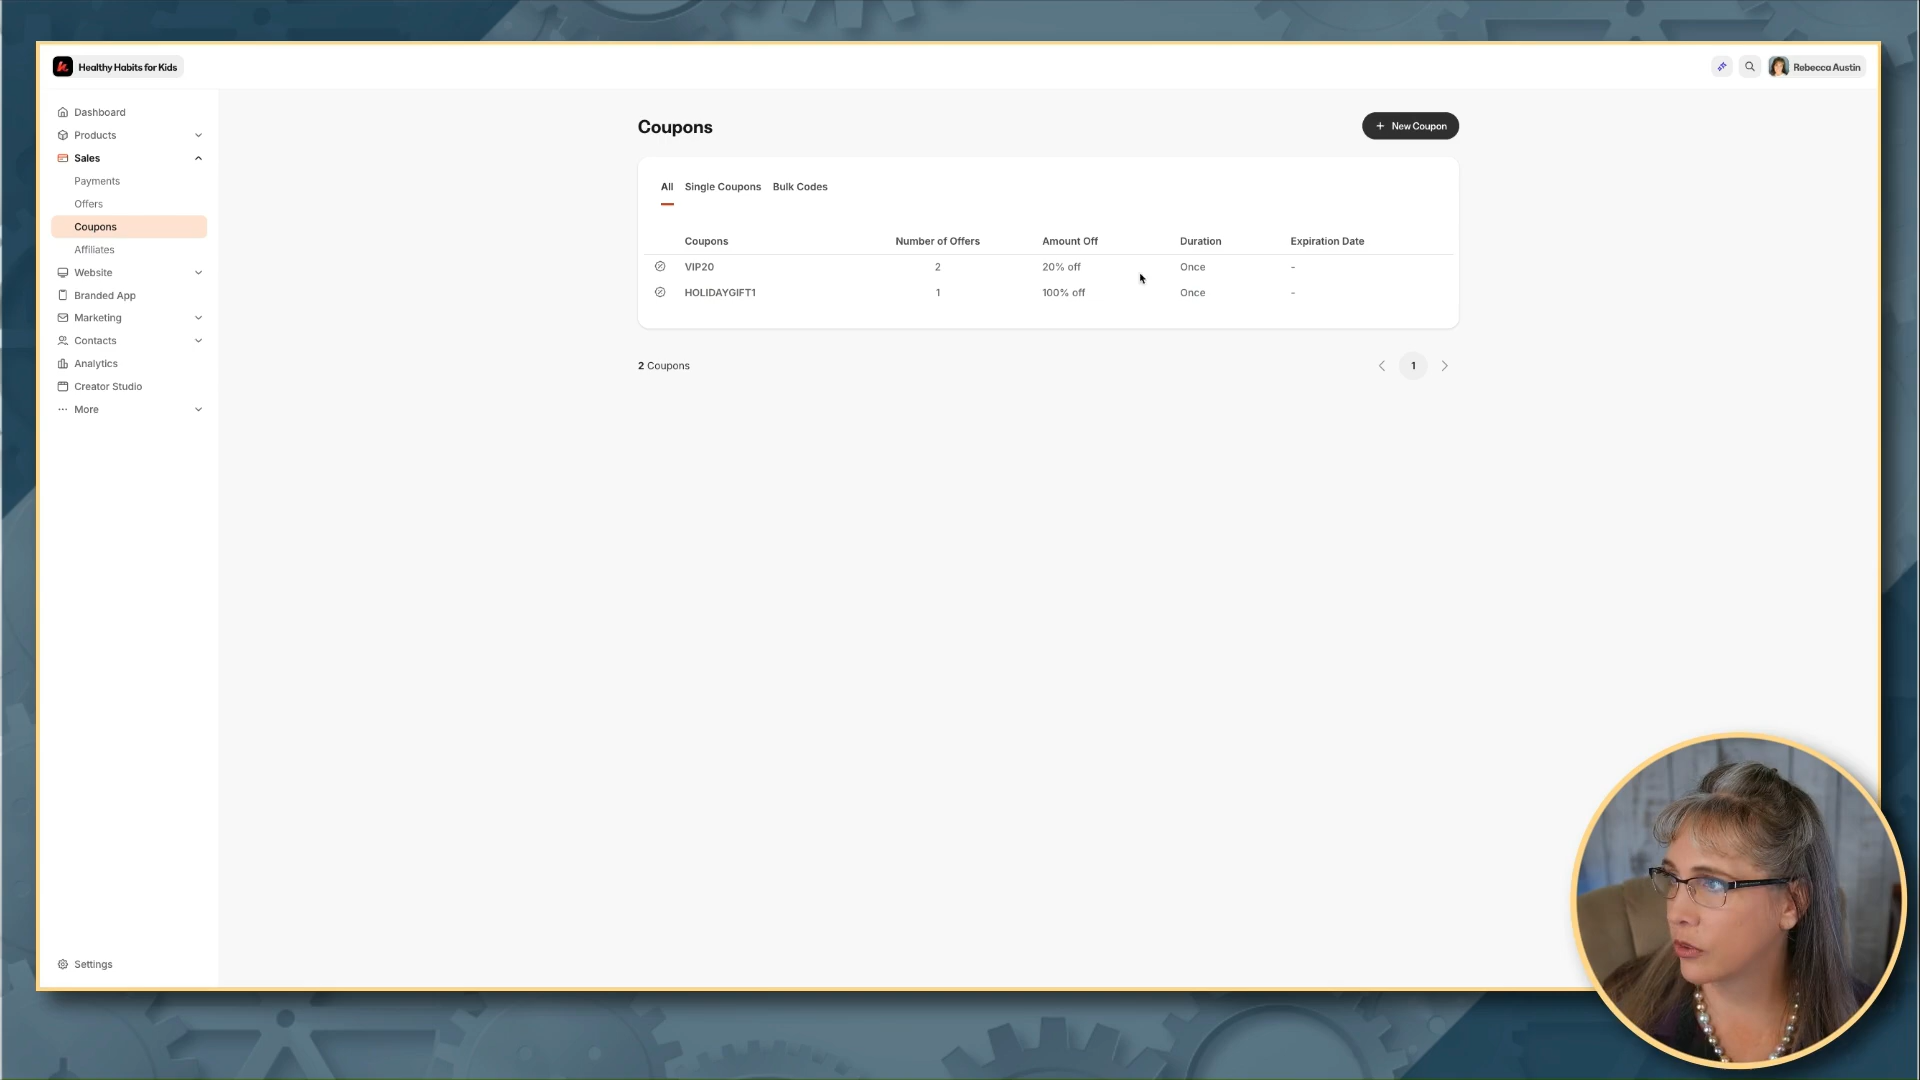 Healthy Habits for Kids
Rebecca Austin
Dashboard
Products
Sales
Payments
Offers
Coupons
Affiliates
Website
Branded App
Marketing
Contacts
Analytics
Creator Studio
More
Settings
Coupons
+ New Coupon
All Single Coupons Bulk Codes
Coupons Number of Offers Amount Off Duration Expiration Date
VIP20 2 20% off Once -
HOLIDAYGIFT1 1 100% off Once -
2 Coupons
1